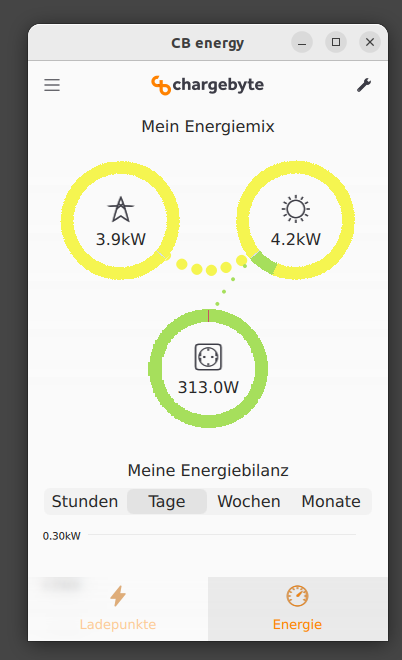 CB energy
chargebyte
Mein Energiemix
3.9kW
4.2kW
313.0W
Meine Energiebilanz
Stunden Tage Wochen Monate
0.30kW
Ladepunkte Energie